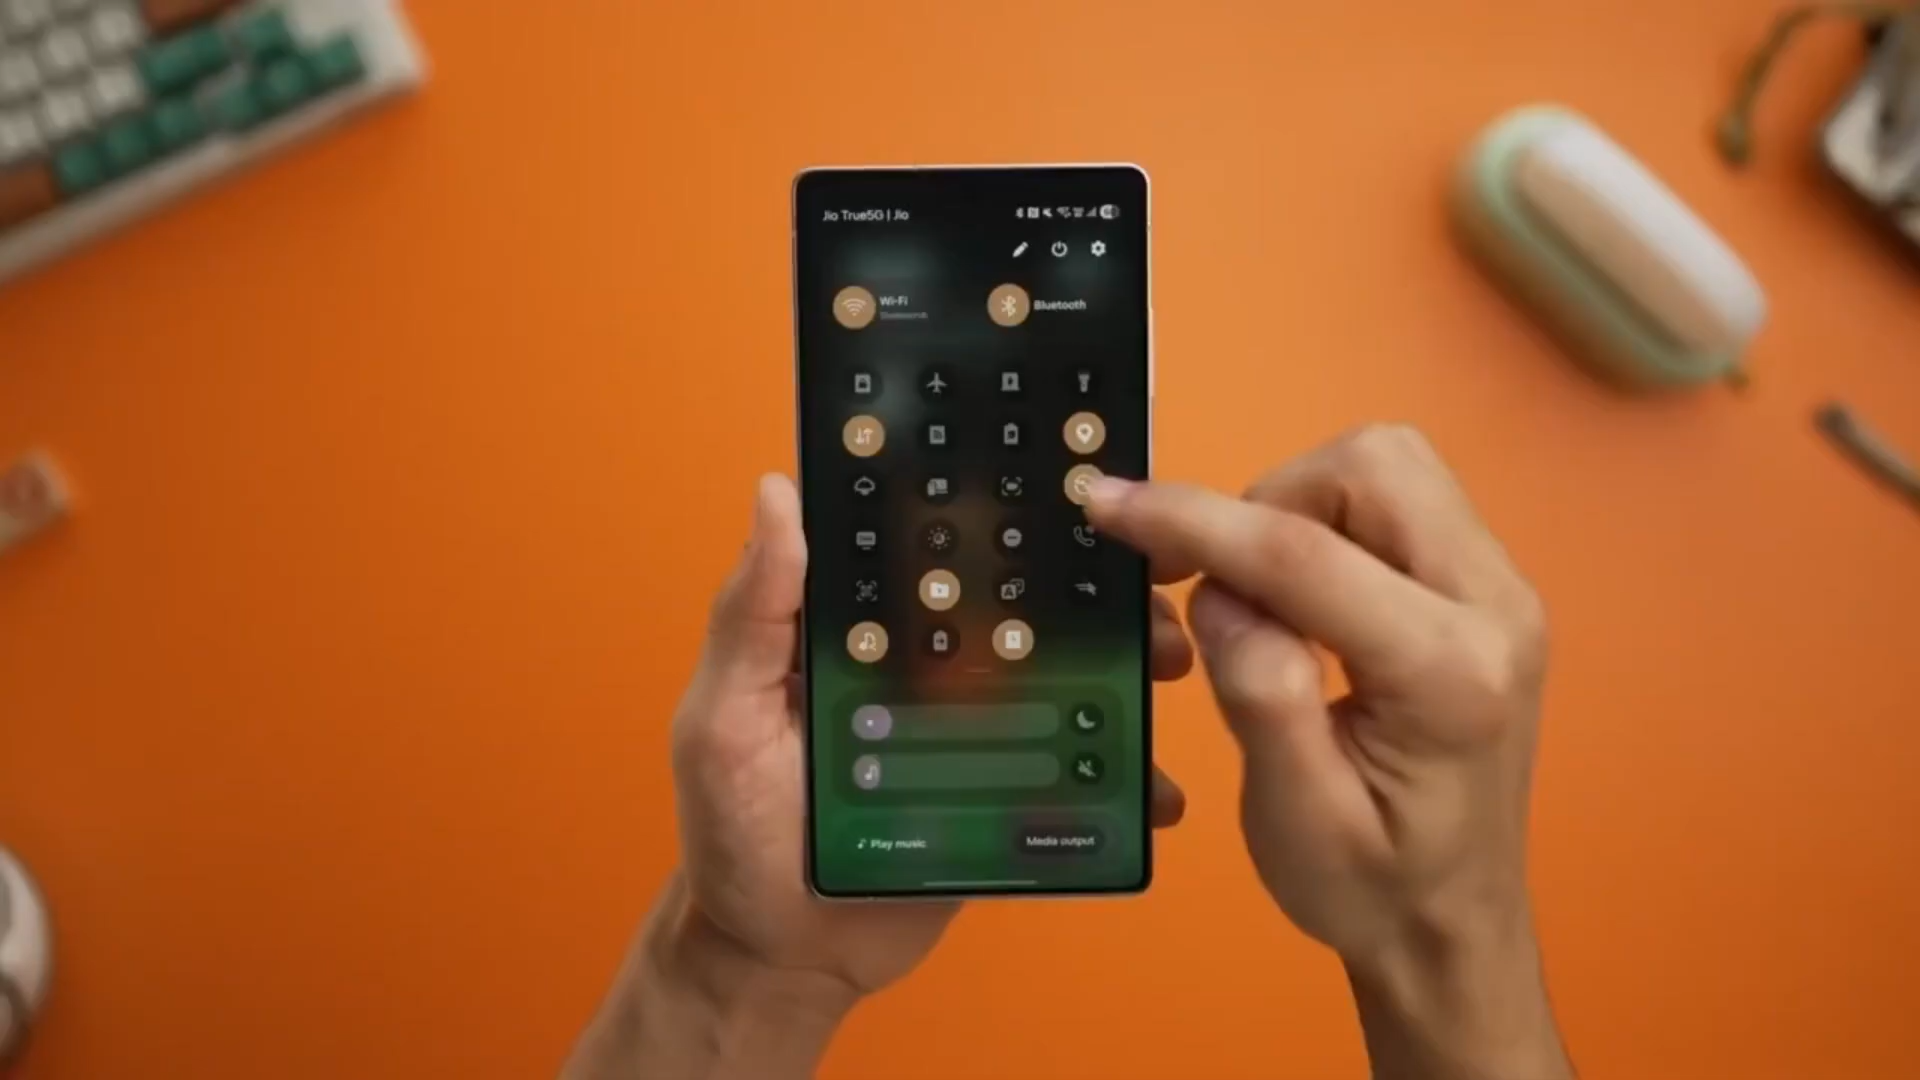 Jio True5G | Jio
Wi-Fi
Bluetooth
Play music
Media output